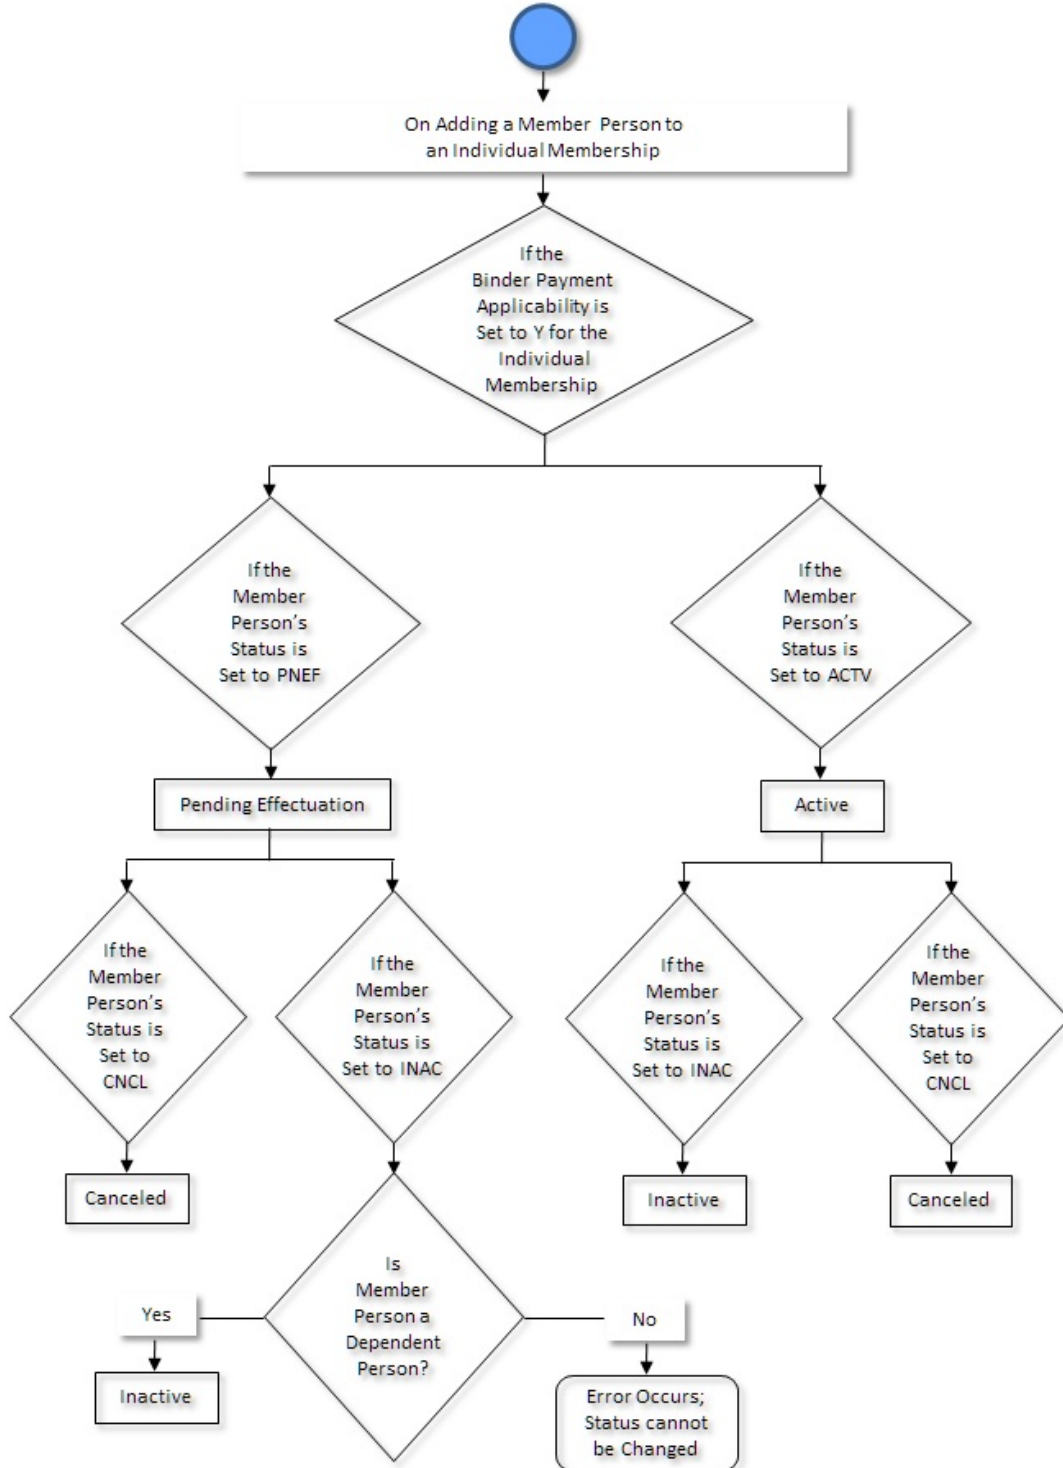 On Adding a Member Person to
an Individual Membership
If the
Binder Payment
Applicability is
Set to Y for the
Individual
Membership
If the
Member
Person's
Status is
Set to PNEF
If the
Member
Person's
Status is
Set to ACTV
Pending Effectuation
Active
If the
Member
Person's
Status is
Set to
CNCL
If the
Member
Person's
Status is
Set to INAC
If the
Member
Person's
Status is
Set to INAC
If the
Member
Person's
Status is
Set to
CNCL
Canceled
Inactive
Canceled
Is
Member
Person a
Dependent
Person?
Yes
No
Inactive
Error Occurs;
Status cannot
be Changed